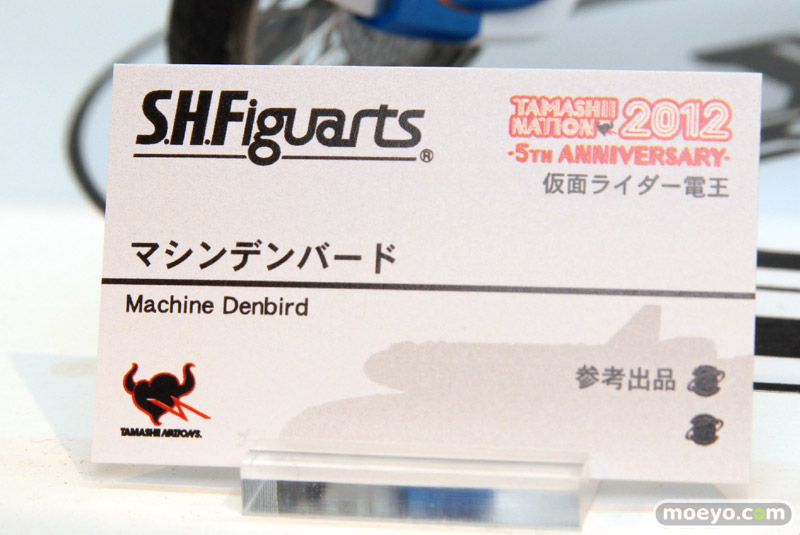 S.H.Figuarts®
TAMASHII
NATION 2012
-5TH ANNIVERSARY-
仮面ライダー電王
マシンデンバード
Machine Denbird
参考出品
TAMASHII NATIONS.
moeyo.com